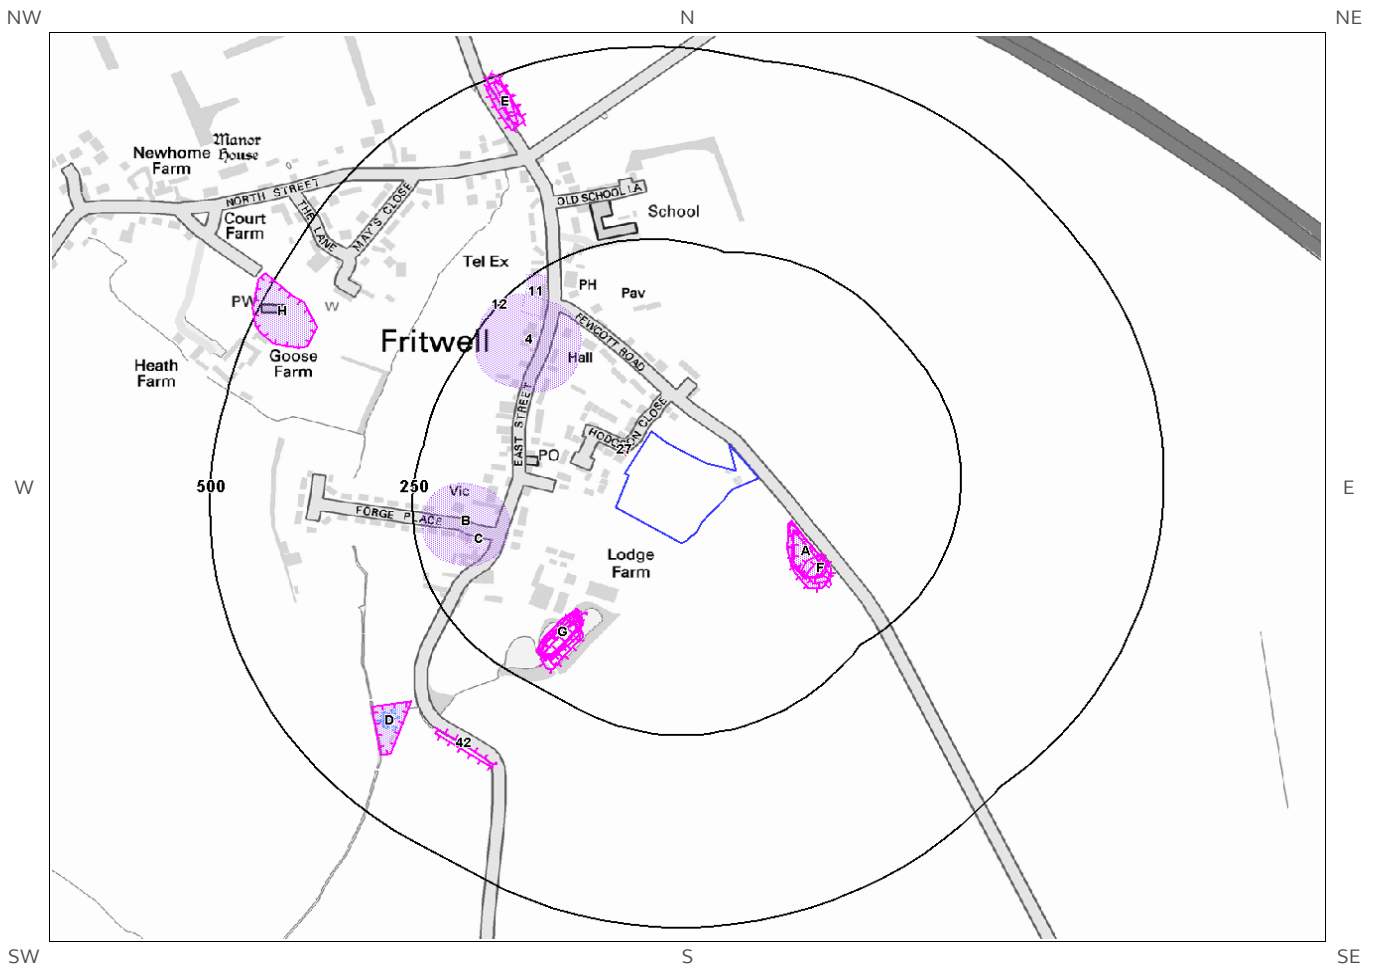 NW
N
NE
E
Manor
House
Newhome
Farm
NORTH STREET
OLD SCHOOL LA
THE LANE
MAY'S CLOSE
Court
Farm
School
Tel Ex
PH
Pav
11
12
PW
H
W
FEWCOTT ROAD
Fritwell
4
Hall
Goose
Farm
Heath
Farm
EAST STREET
HODGSON CLOSE
27
PO
W
500
250
Vic
E
FORGE PLACE
B
C
Lodge
Farm
A
F
G
D
42
SW
S
SE